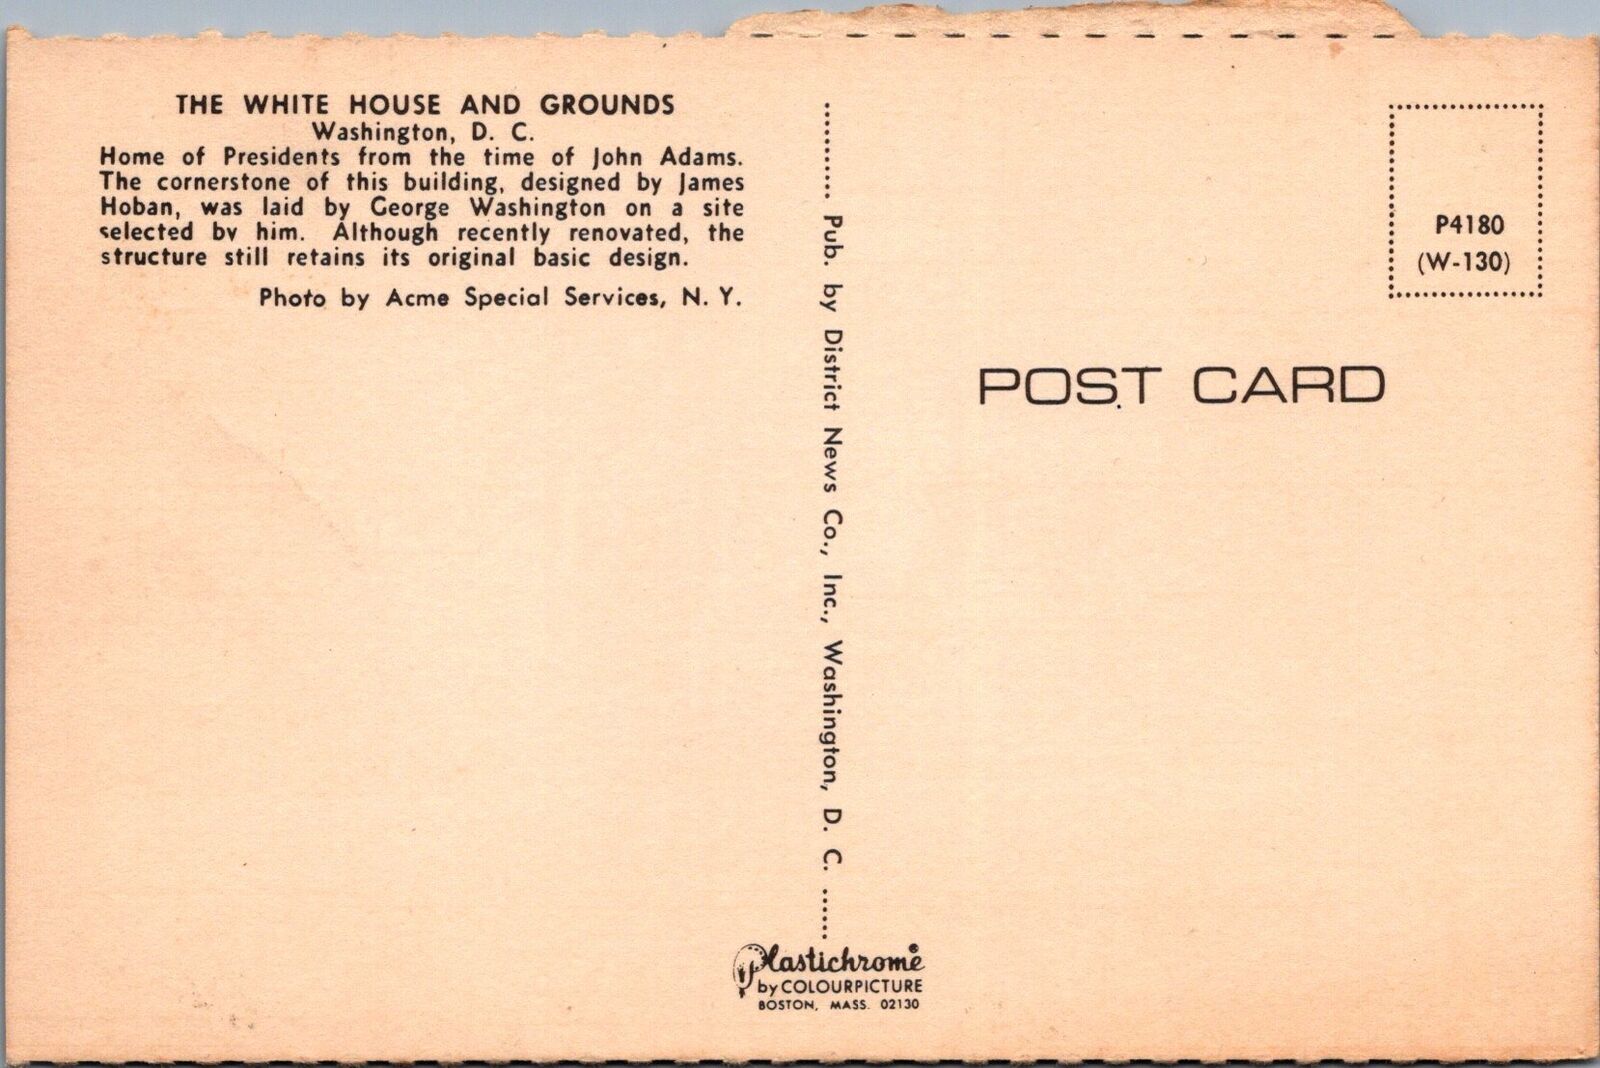 THE WHITE HOUSE AND GROUNDS
Washington, D. C.
Home of Presidents from the time of John Adams.
The cornerstone of this building, designed by James
Hoban, was laid by George Washington on a site
selected by him. Although recently renovated, the
structure still retains its original basic design.
Photo by Acme Special Services, N. Y.
Pub. by District News Co., Inc., Washington, D. C.
Plastichrome®
by COLOURPICTURE
BOSTON, MASS. 02130
P4180
(W-130)
POST CARD